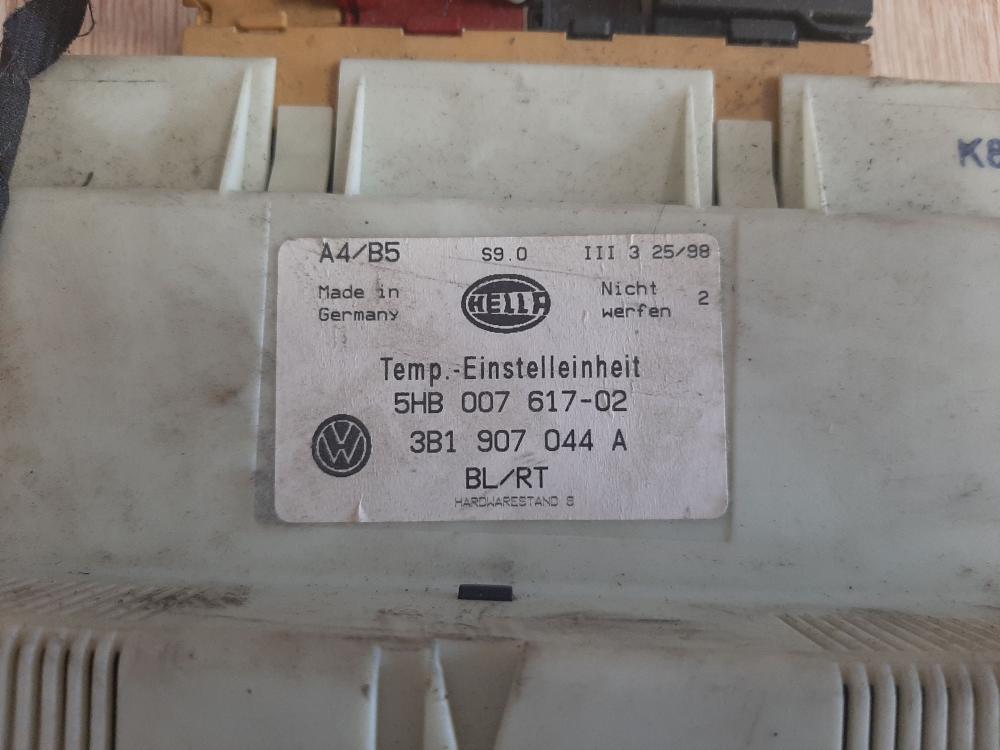 A4/B5 S9.0 III 3 25/98
Made in
Germany
HELLA
Nicht
werfen 2
Temp.-Einstelleinheit
5HB 007 617-02
3B1 907 044 A
BL/RT
HARDWARESTAND 8
K8